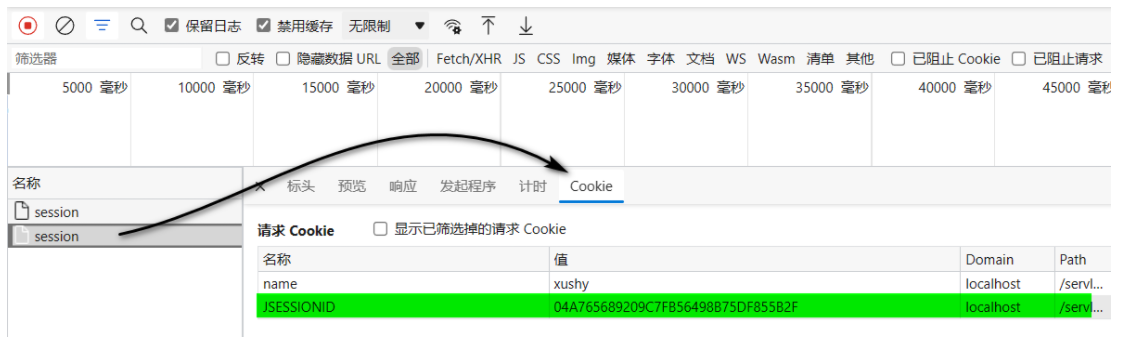 保留日志 禁用缓存 无限制
筛选器 反转 隐藏数据 URL 全部 Fetch/XHR JS CSS Img 媒体 字体 文档 WS Wasm 清单 其他 已阻止 Cookie 已阻止请求
5000 毫秒 10000 毫秒 15000 毫秒 20000 毫秒 25000 毫秒 30000 毫秒 35000 毫秒 40000 毫秒 45000 毫秒
名称 标头 预览 响应 发起程序 计时 Cookie
session
session 请求 Cookie 显示已筛选掉的请求 Cookie
名称 值 Domain Path
name xushy localhost /servl...
JSESSIONID 04A765689209C7FB56498B75DF855B2F localhost /servl...